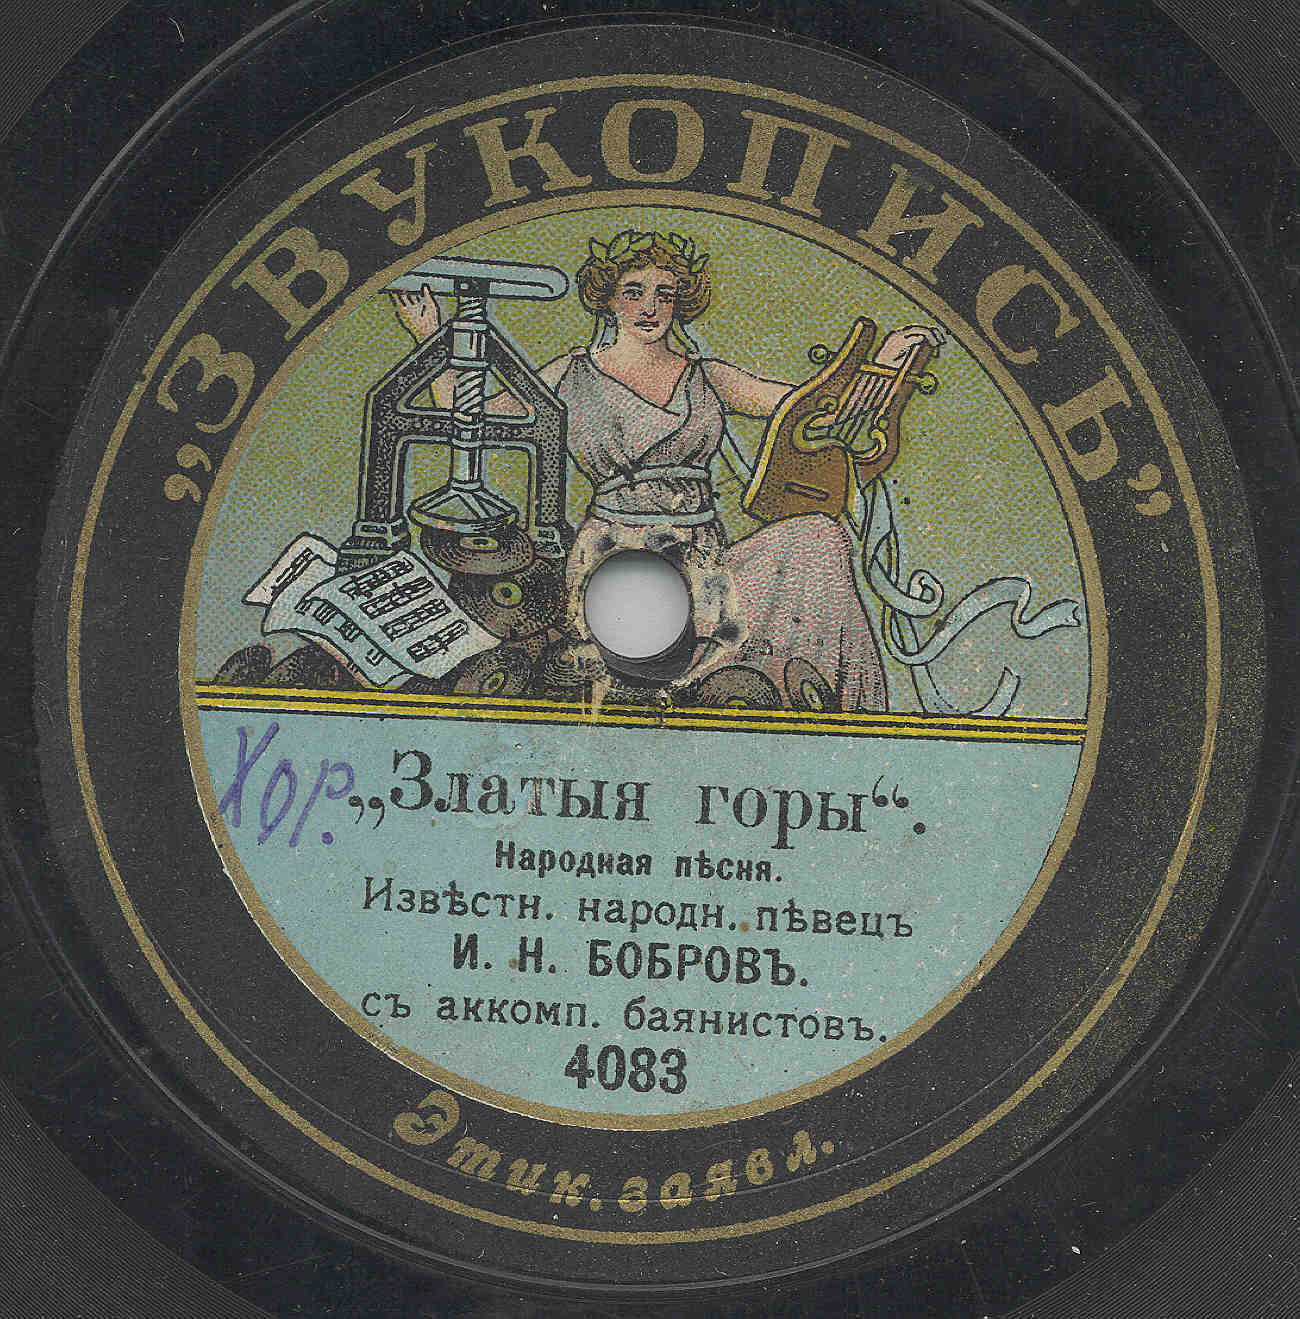 „ЗВУКОПИСЬ”
Хор.
„Златыя горы“.
Народная пѣсня.
Извѣстн. народн. пѣвецъ
И. Н. БОБРОВЪ.
съ аккомп. баянистовъ.
4083
Этик. заявл.